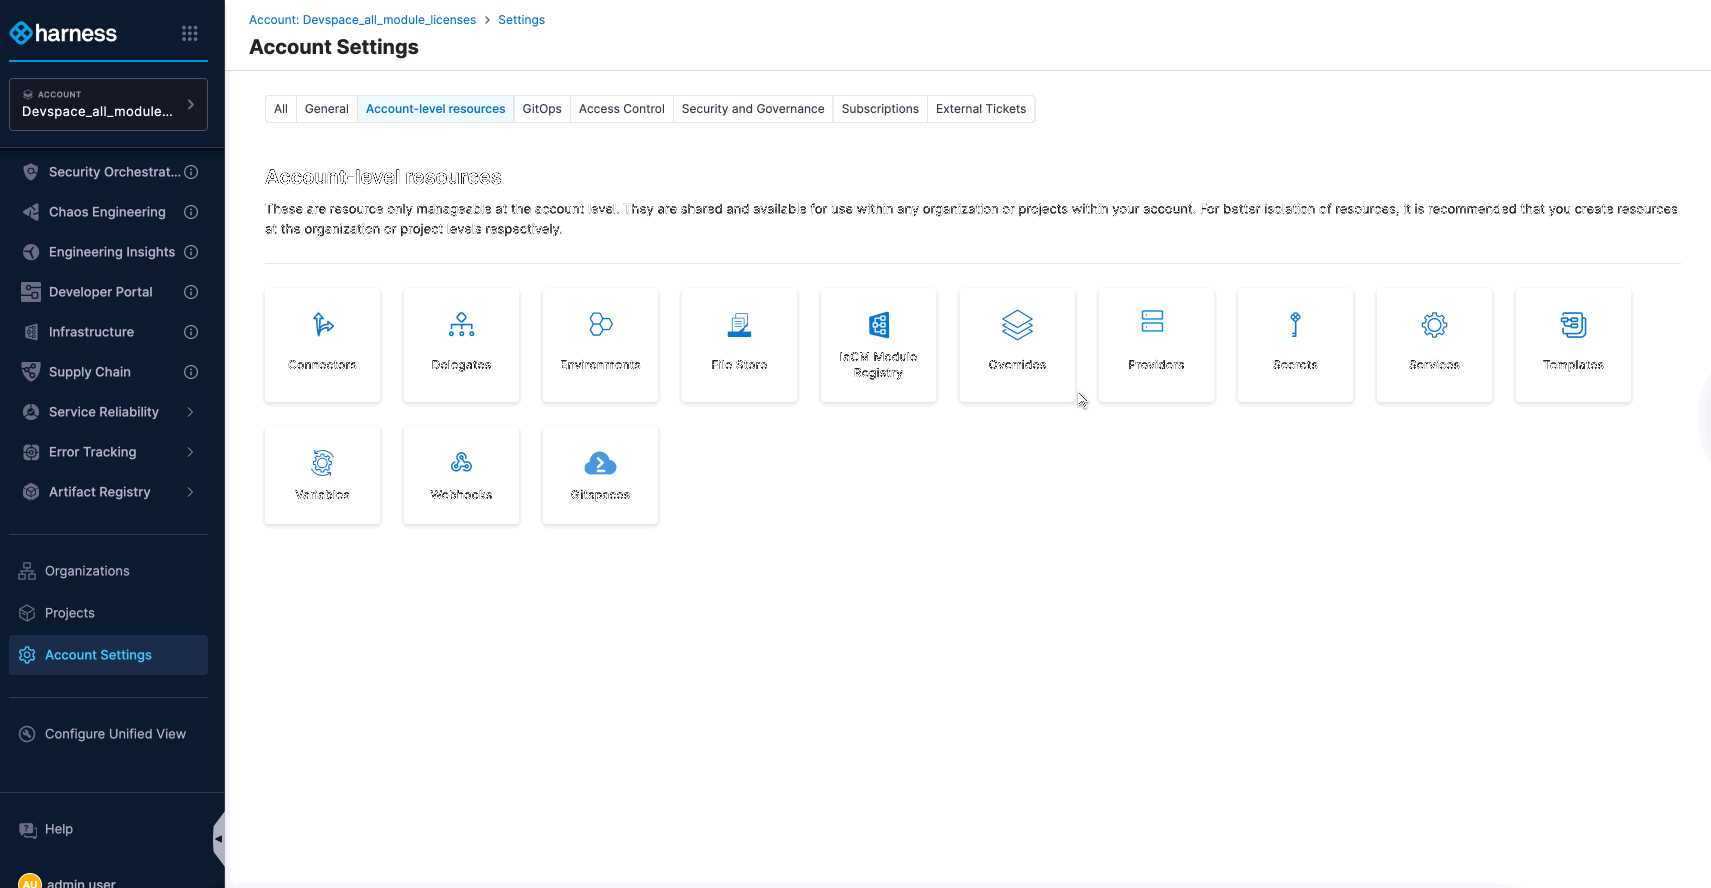 harness
Account: Devspace_all_module_licenses > Settings
Account Settings
ACCOUNT
Devspace_all_module...
Security Orchestrat...
Chaos Engineering
Engineering Insights
Developer Portal
Infrastructure
Supply Chain
Service Reliability
Error Tracking
Artifact Registry
Organizations
Projects
Account Settings
Configure Unified View
Help
AU admin user
All General Account-level resources GitOps Access Control Security and Governance Subscriptions External Tickets
Account-level resources
These are resource only manageable at the account level. They are shared and available for use within any organization or projects within your account. For better isolation of resources, it is recommended that you create resources
at the organization or project levels respectively.
Connectors
Delegates
Environments
File Store
IaCM Module
Registry
Overrides
Providers
Secrets
Services
Templates
Variables
Webhooks
Gitspaces